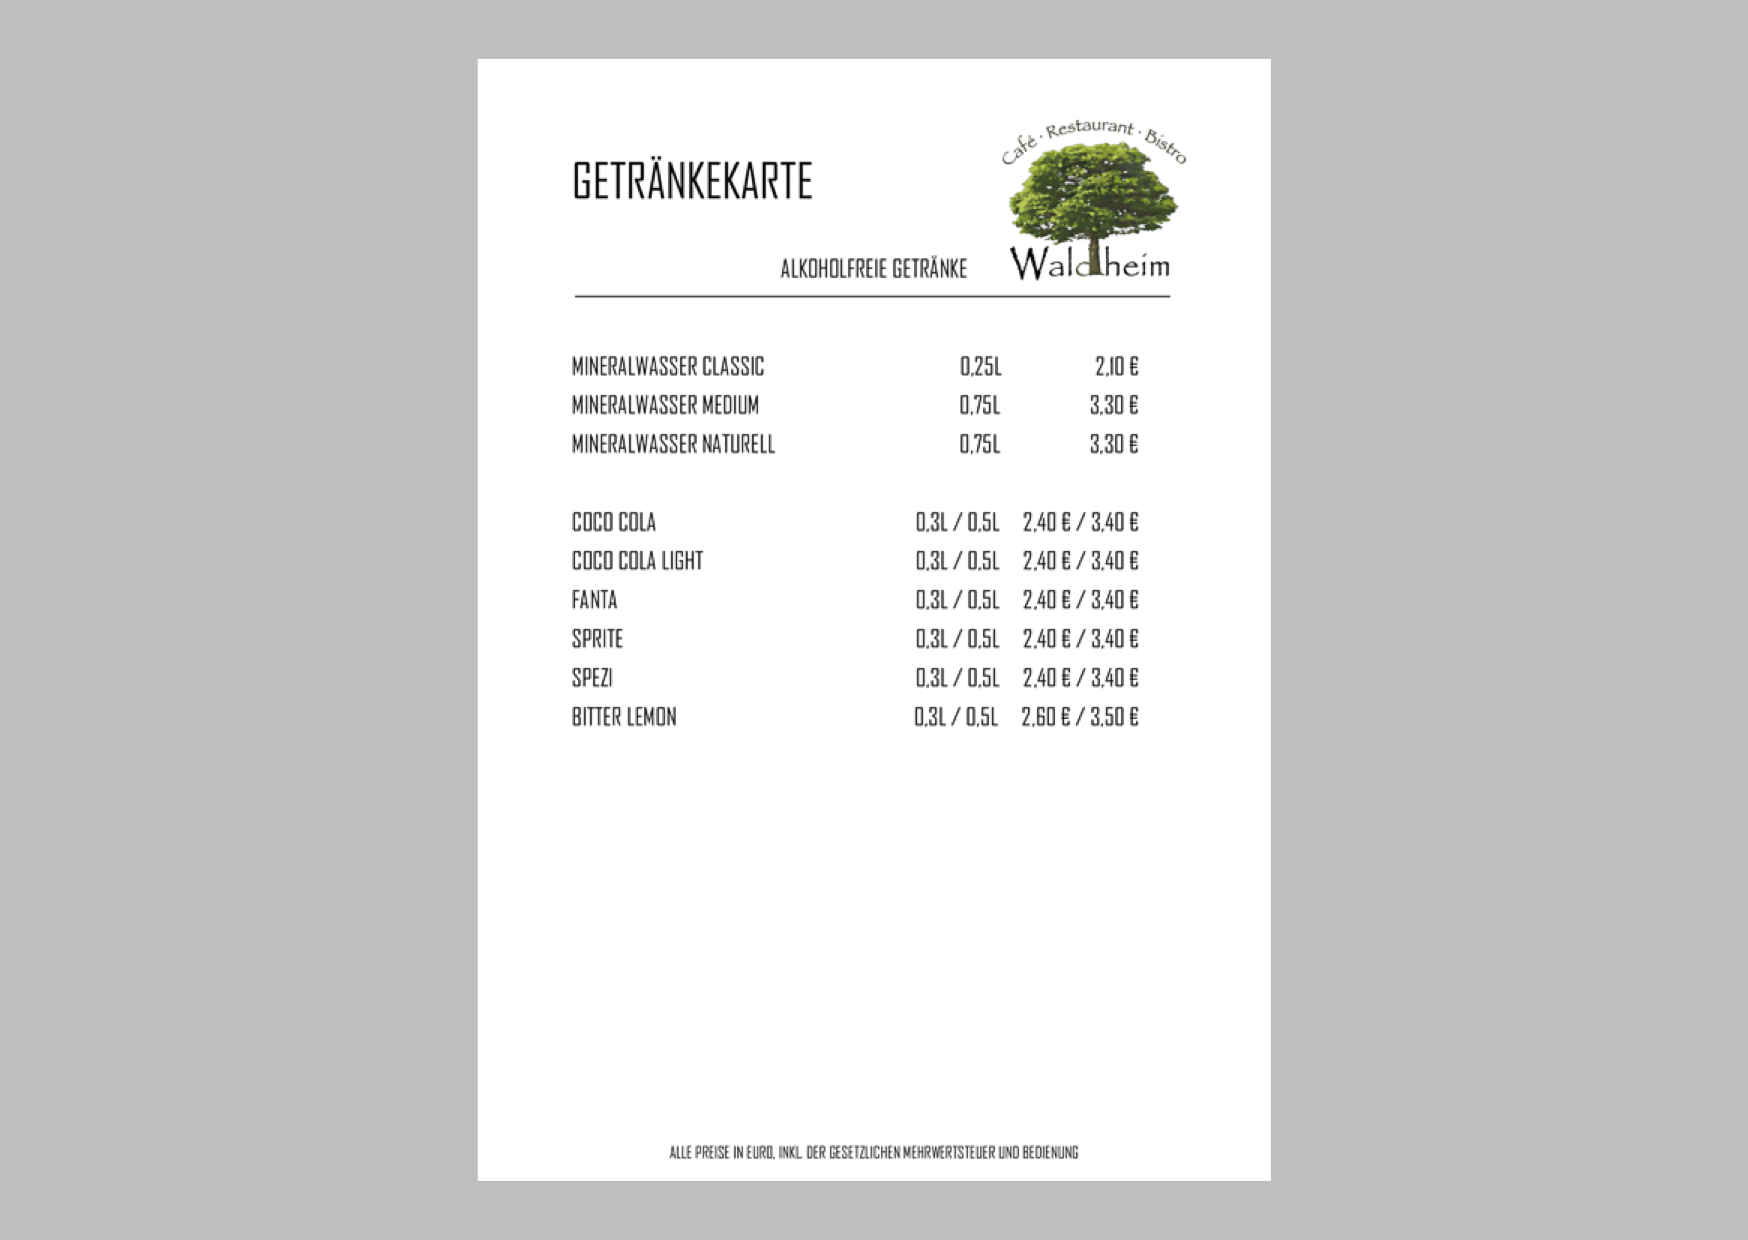 Café · Restaurant · Bistro
GETRÄNKEKARTE
Waldheim
ALKOHOLFREIE GETRÄNKE
MINERALWASSER CLASSIC 0,25L 2,10 €
MINERALWASSER MEDIUM 0,75L 3,30 €
MINERALWASSER NATURELL 0,75L 3,30 €
COCO COLA 0,3L / 0,5L 2,40 € / 3,40 €
COCO COLA LIGHT 0,3L / 0,5L 2,40 € / 3,40 €
FANTA 0,3L / 0,5L 2,40 € / 3,40 €
SPRITE 0,3L / 0,5L 2,40 € / 3,40 €
SPEZI 0,3L / 0,5L 2,40 € / 3,40 €
BITTER LEMON 0,3L / 0,5L 2,60 € / 3,50 €
ALLE PREISE IN EURO, INKL. DER GESETZLICHEN MEHRWERTSTEUER UND BEDIENUNG